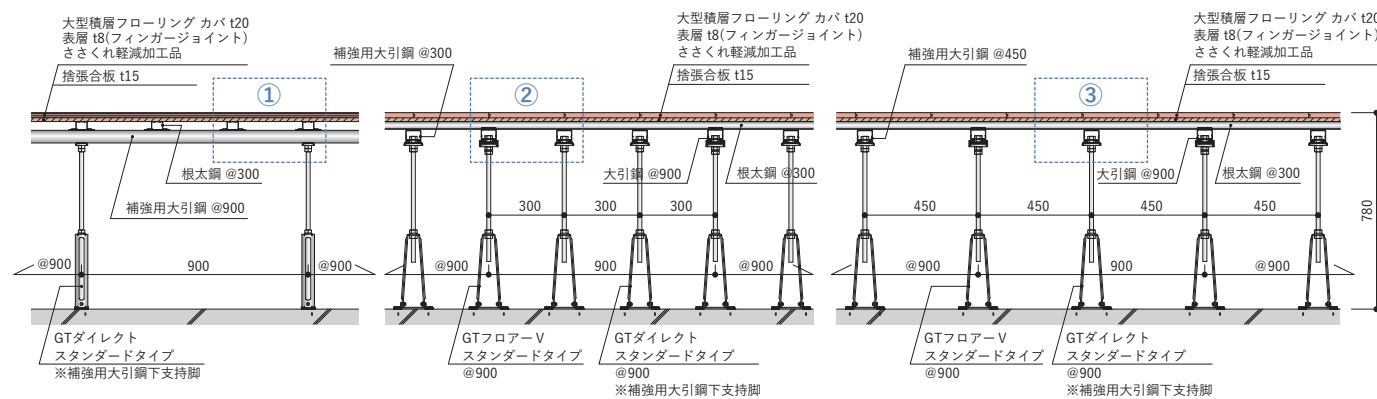 大型積層フローリング カバ t20
表層 t8(フィンガージョイント)
ささくれ軽減加工品
捨張合板 t15
①
根太鋼 @300
補強用大引鋼 @900
@900
900
@900
GTダイレクト
スタンダードタイプ
※補強用大引鋼下支持脚
補強用大引鋼 @300
大型積層フローリング カバ t20
表層 t8(フィンガージョイント)
ささくれ軽減加工品
捨張合板 t15
②
大引鋼 @900
根太鋼 @300
300
300
300
@900
900
@900
GTフロアーV
スタンダードタイプ
@900
GTダイレクト
スタンダードタイプ
@900
※補強用大引鋼下支持脚
補強用大引鋼 @450
大型積層フローリング カバ t20
表層 t8(フィンガージョイント)
ささくれ軽減加工品
捨張合板 t15
③
大引鋼 @900
根太鋼 @300
450
450
450
450
780
@900
900
@900
GTフロアーV
スタンダードタイプ
@900
GTダイレクト
スタンダードタイプ
@900
※補強用大引鋼下支持脚